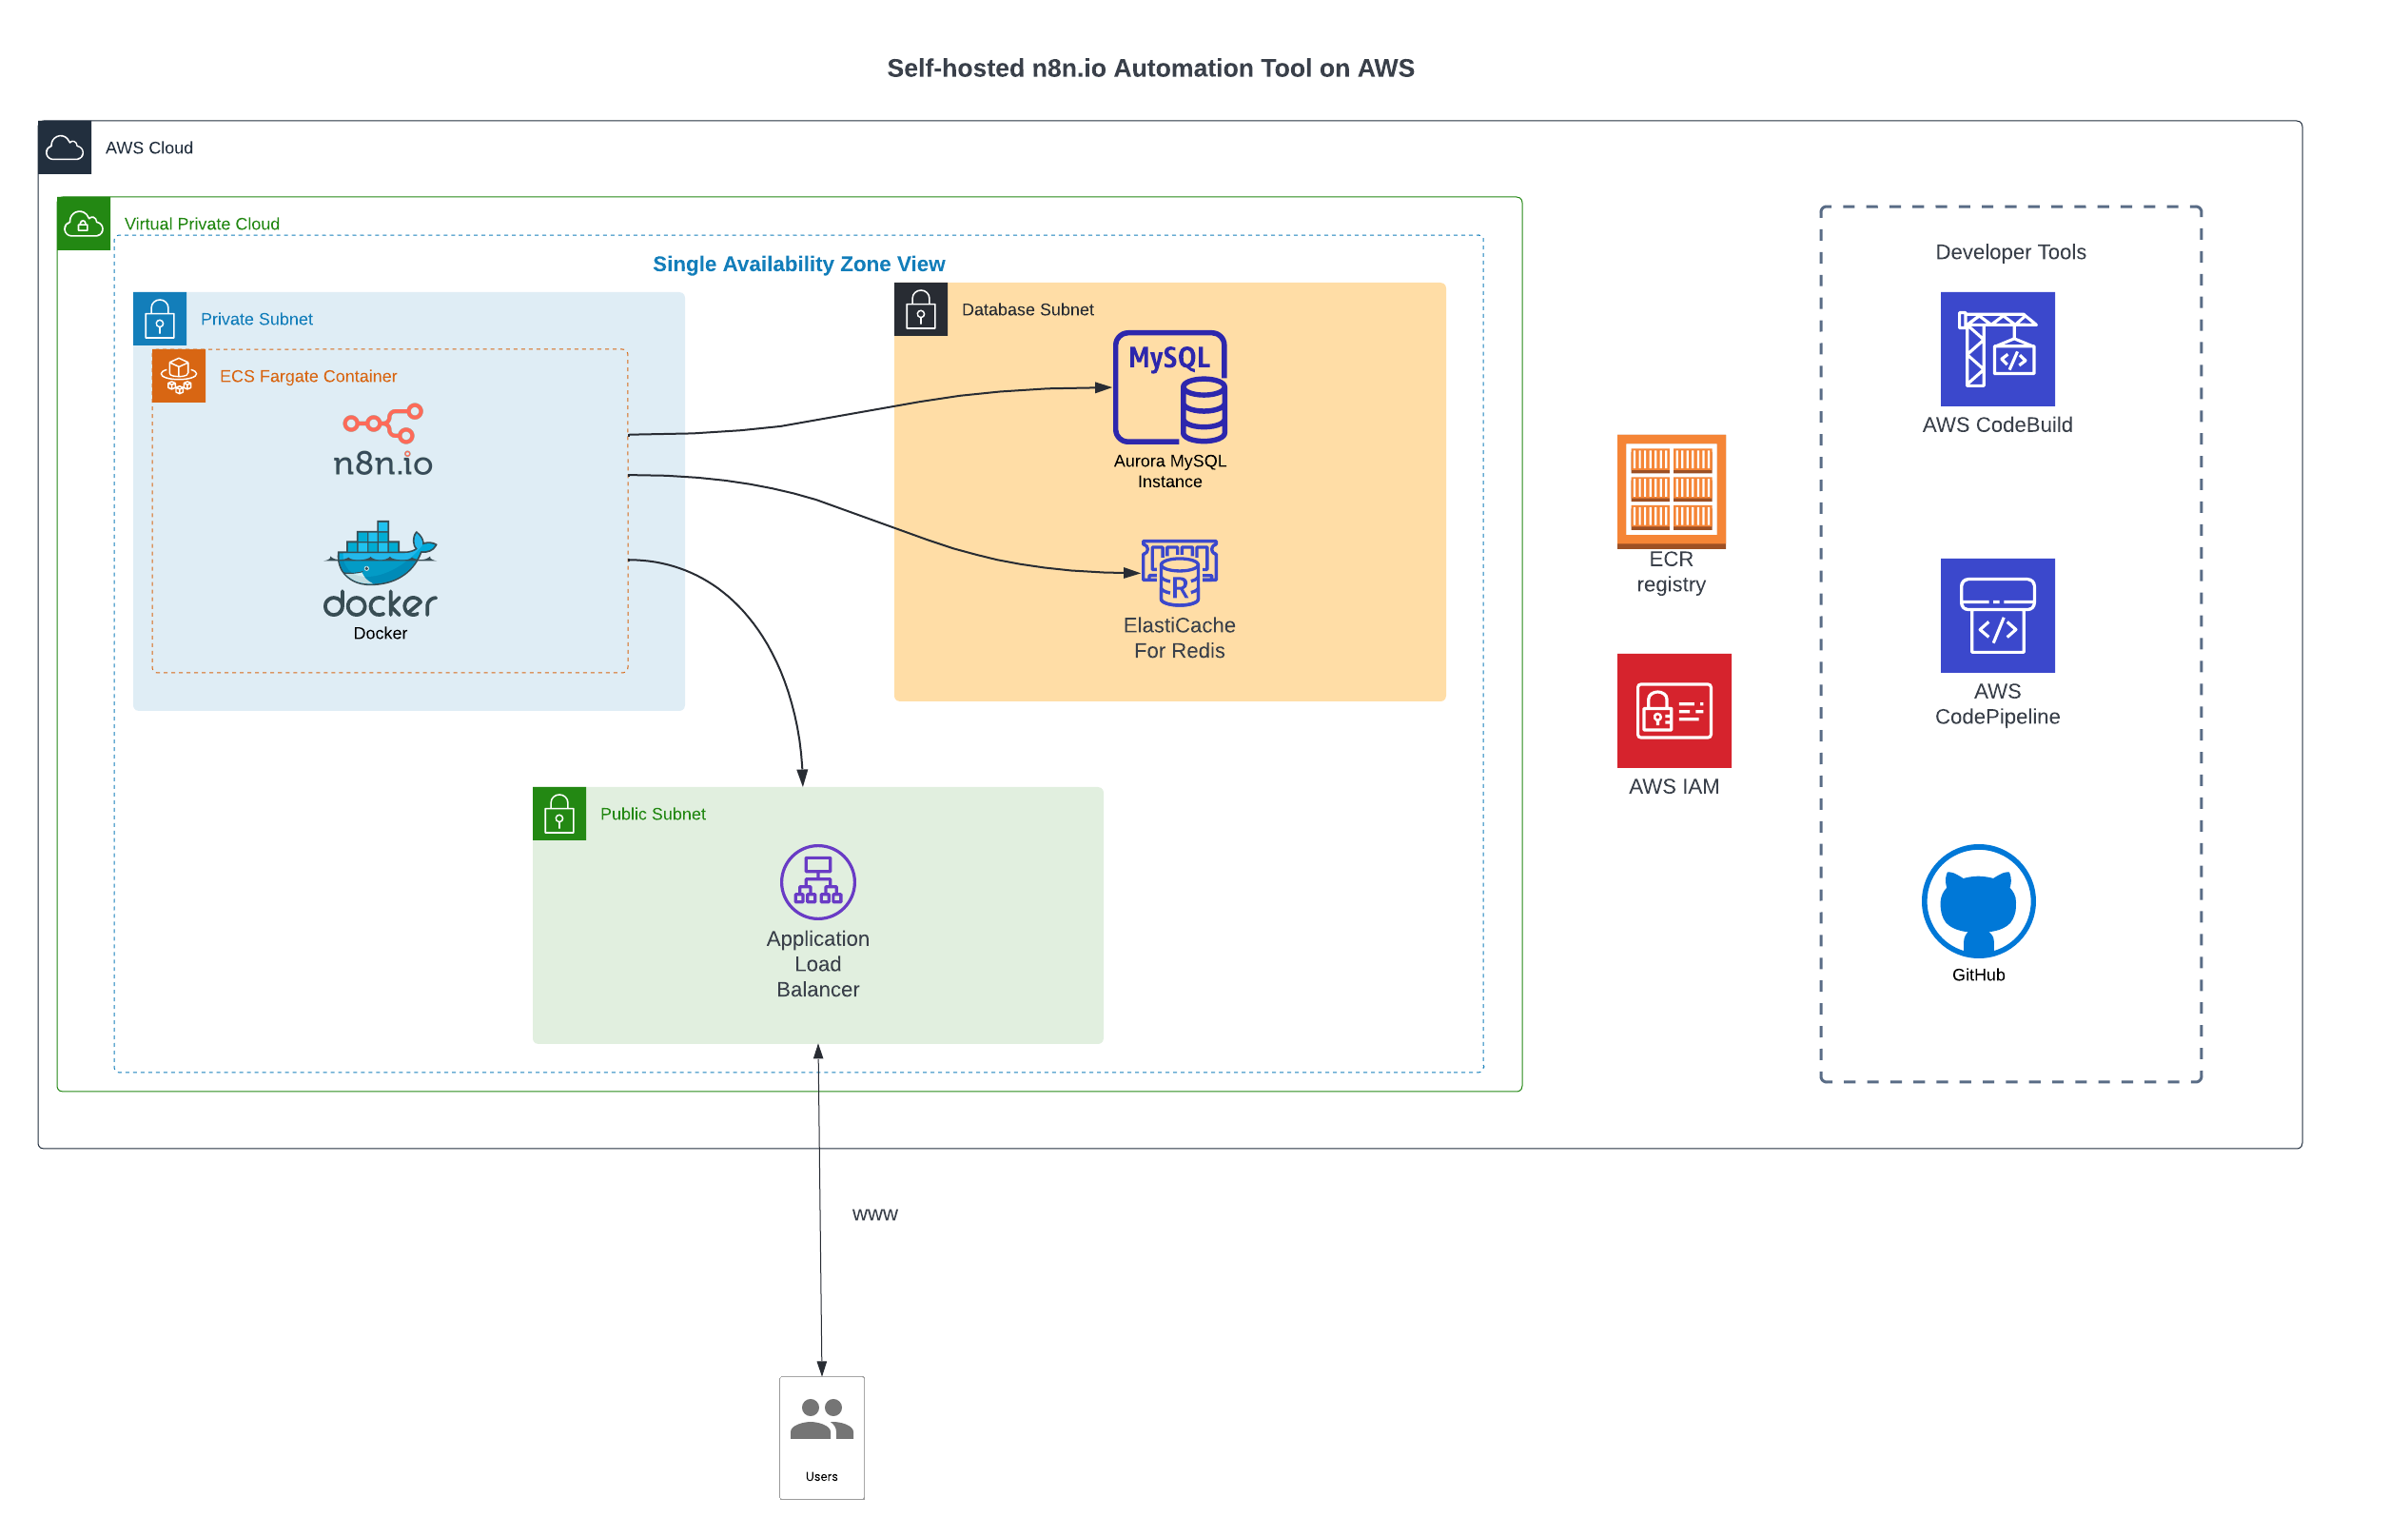 Self-hosted n8n.io Automation Tool on AWS
AWS Cloud
Virtual Private Cloud
Single Availability Zone View
Private Subnet
ECS Fargate Container
n8n.io
docker
Docker
Database Subnet
MySQL
Aurora MySQL
Instance
R
ElastiCache
For Redis
Public Subnet
Application
Load
Balancer
ECR
registry
AWS IAM
Developer Tools
</>
AWS CodeBuild
</>
AWS
CodePipeline
GitHub
www
Users